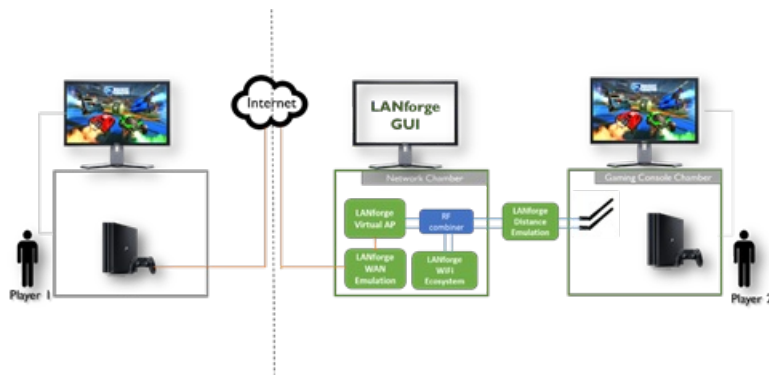 Internet
LANforge
GUI
Network Chamber
Gaming Console Chamber
LANforge
Virtual AP
RF
combiner
LANforge
Distance
Emulation
LANforge
WAN
Emulation
LANforge
WiFi
Ecosystem
Player 1
Player 2